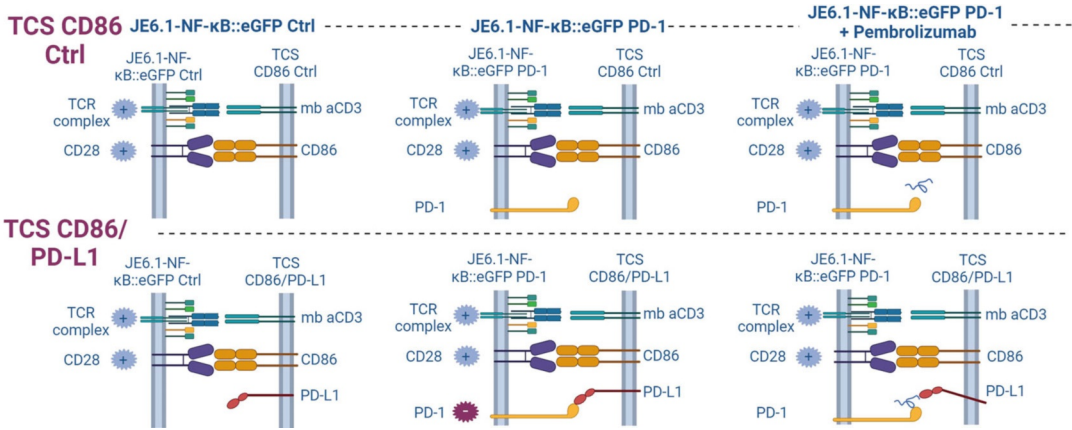 TCS CD86
Ctrl
JE6.1-NF-κB::eGFP Ctrl
JE6.1-NF-κB::eGFP PD-1
JE6.1-NF-κB::eGFP PD-1
+ Pembrolizumab
JE6.1-NF-
κB::eGFP Ctrl
TCS
CD86 Ctrl
TCR
complex
+
mb aCD3
CD28
+
CD86
JE6.1-NF-
κB::eGFP PD-1
TCS
CD86 Ctrl
TCR
complex
+
mb aCD3
CD28
+
CD86
PD-1
JE6.1-NF-
κB::eGFP PD-1
TCS
CD86 Ctrl
TCR
complex
+
mb aCD3
CD28
+
CD86
PD-1
TCS CD86/
PD-L1
JE6.1-NF-
κB::eGFP Ctrl
TCS
CD86/PD-L1
TCR
complex
+
mb aCD3
CD28
+
CD86
PD-L1
JE6.1-NF-
κB::eGFP PD-1
TCS
CD86/PD-L1
TCR
complex
+
mb aCD3
CD28
+
CD86
PD-L1
PD-1
-
JE6.1-NF-
κB::eGFP PD-1
TCS
CD86/PD-L1
TCR
complex
+
mb aCD3
CD28
+
CD86
PD-L1
PD-1